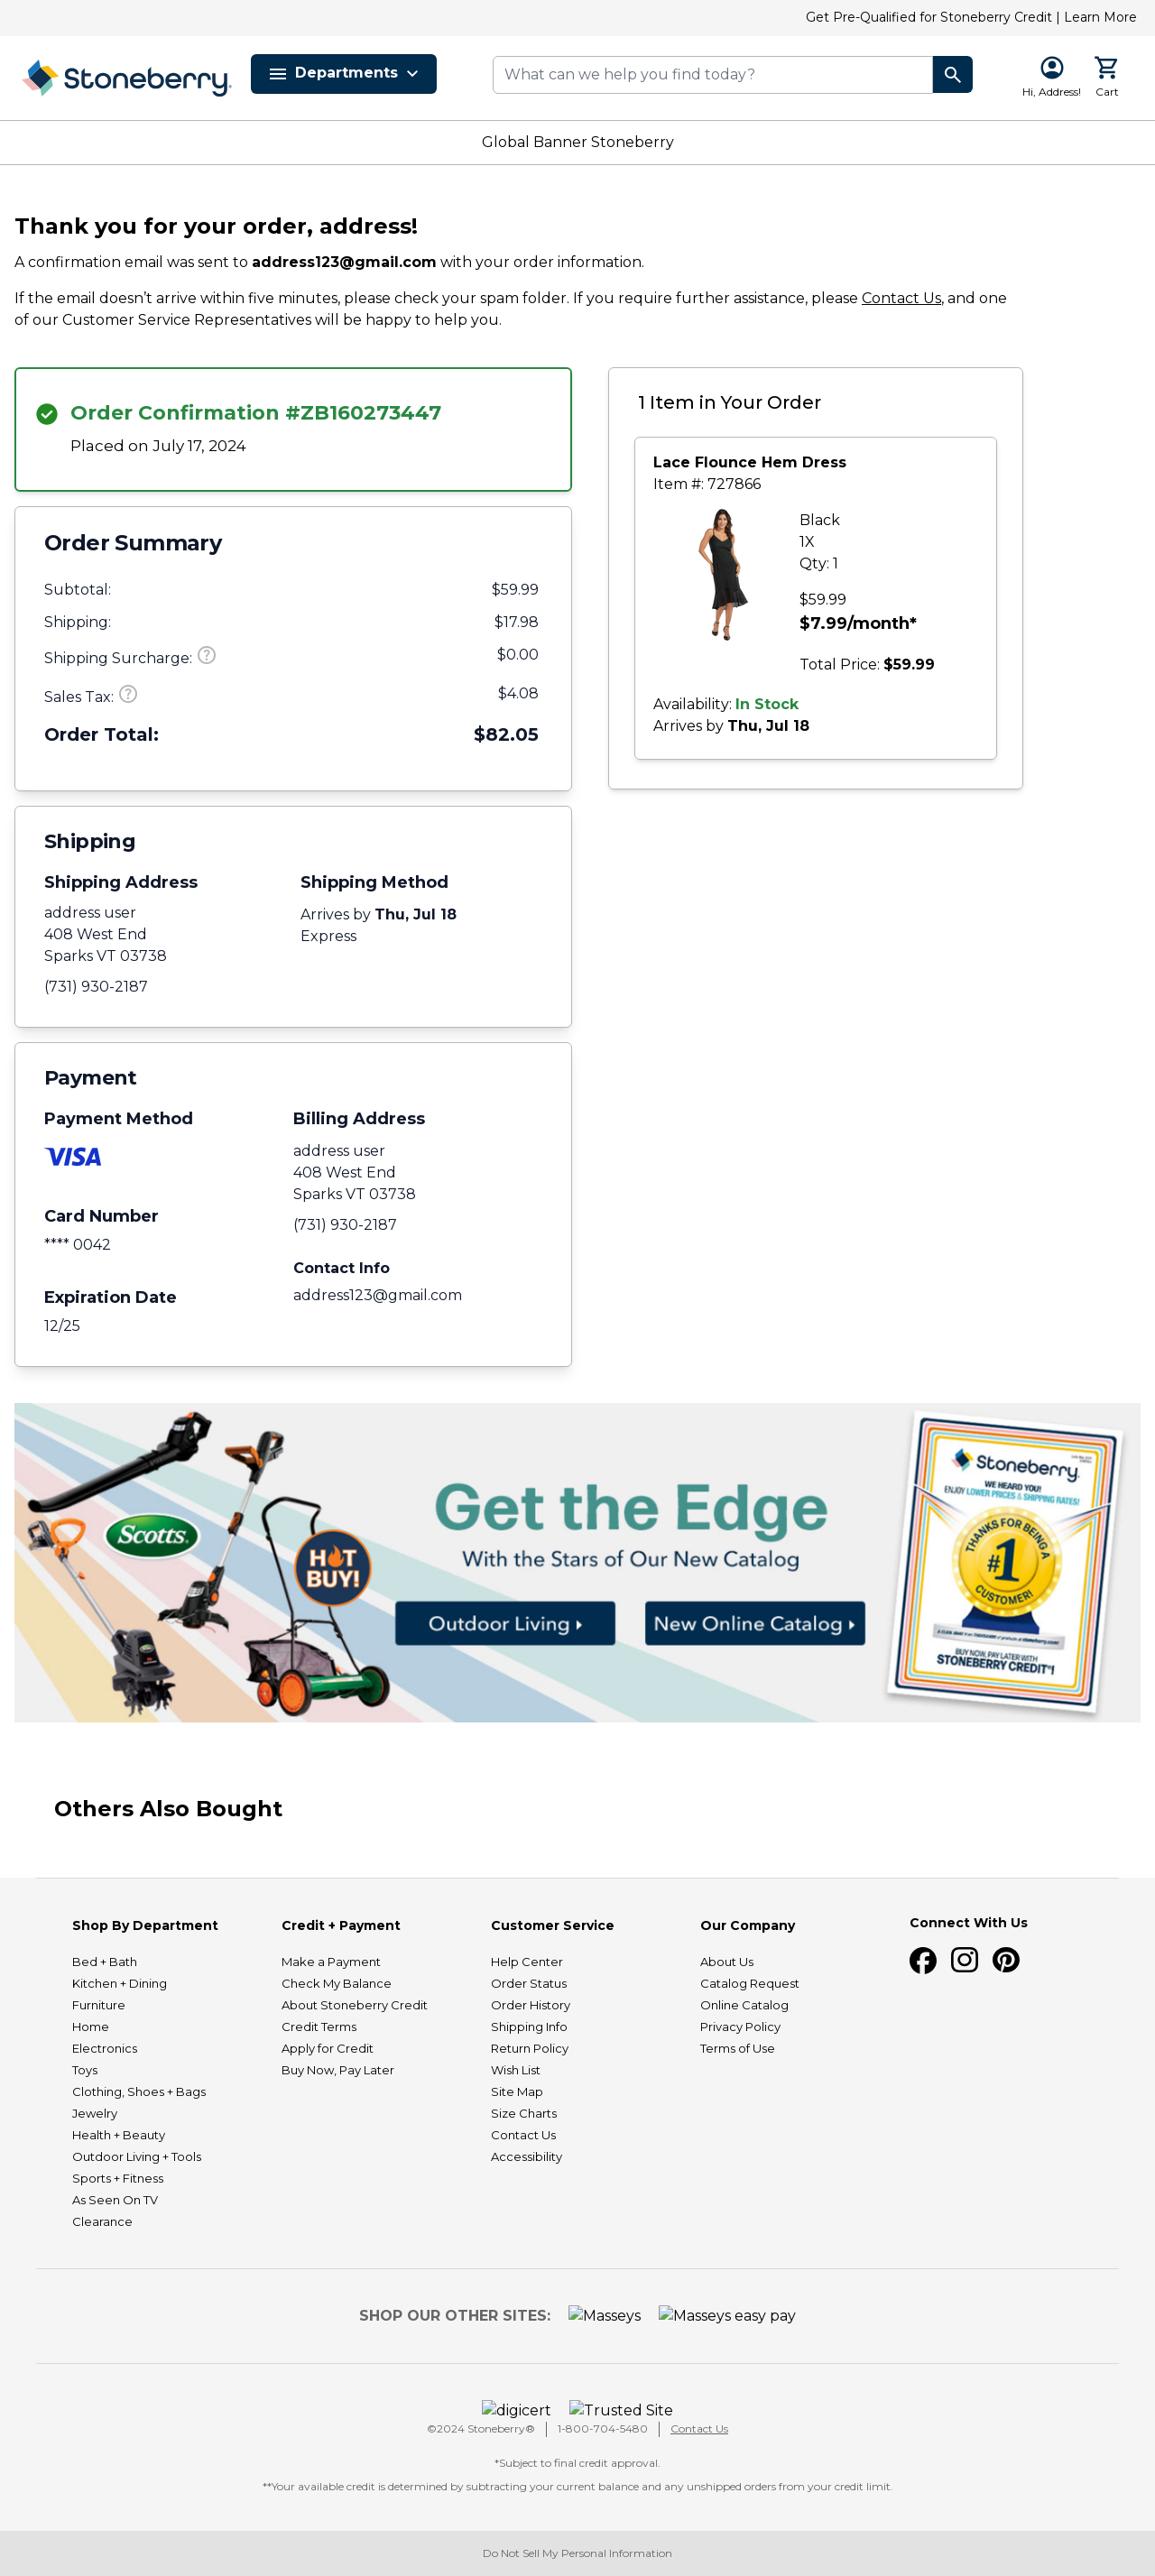 Get Pre-Qualified for Stoneberry Credit | Learn More
Stoneberry
Departments
What can we help you find today?
Hi, Address!
Cart
Global Banner Stoneberry
Thank you for your order, address!
A confirmation email was sent to address123@gmail.com with your order information.
If the email doesn’t arrive within five minutes, please check your spam folder. If you require further assistance, please Contact Us, and one
of our Customer Service Representatives will be happy to help you.
Order Confirmation #ZB160273447
Placed on July 17, 2024
Order Summary
Subtotal: $59.99
Shipping: $17.98
Shipping Surcharge: $0.00
Sales Tax: $4.08
Order Total: $82.05
1 Item in Your Order
Lace Flounce Hem Dress
Item #: 727866
Black
1X
Qty: 1
$59.99
$7.99/month*
Total Price: $59.99
Availability: In Stock
Arrives by Thu, Jul 18
Shipping
Shipping Address
address user
408 West End
Sparks VT 03738
(731) 930-2187
Shipping Method
Arrives by Thu, Jul 18
Express
Payment
Payment Method
VISA
Card Number
**** 0042
Expiration Date
12/25
Billing Address
address user
408 West End
Sparks VT 03738
(731) 930-2187
Contact Info
address123@gmail.com
Scotts
HOT
BUY!
Get the Edge
With the Stars of Our New Catalog
Outdoor Living
New Online Catalog
Stoneberry
WE HEARD YOU!
ENJOY LOWER PRICES & SHIPPING RATES!
THANKS FOR BEING A
#1
CUSTOMER!
BUY NOW, PAY LATER WITH
STONEBERRY CREDIT*!
Others Also Bought
Shop By Department
Bed + Bath
Kitchen + Dining
Furniture
Home
Electronics
Toys
Clothing, Shoes + Bags
Jewelry
Health + Beauty
Outdoor Living + Tools
Sports + Fitness
As Seen On TV
Clearance
Credit + Payment
Make a Payment
Check My Balance
About Stoneberry Credit
Credit Terms
Apply for Credit
Buy Now, Pay Later
Customer Service
Help Center
Order Status
Order History
Shipping Info
Return Policy
Wish List
Site Map
Size Charts
Contact Us
Accessibility
Our Company
About Us
Catalog Request
Online Catalog
Privacy Policy
Terms of Use
Connect With Us
SHOP OUR OTHER SITES: Masseys Masseys easy pay
digicert Trusted Site
©2024 Stoneberry® | 1-800-704-5480 | Contact Us
*Subject to final credit approval.
**Your available credit is determined by subtracting your current balance and any unshipped orders from your credit limit.
Do Not Sell My Personal Information